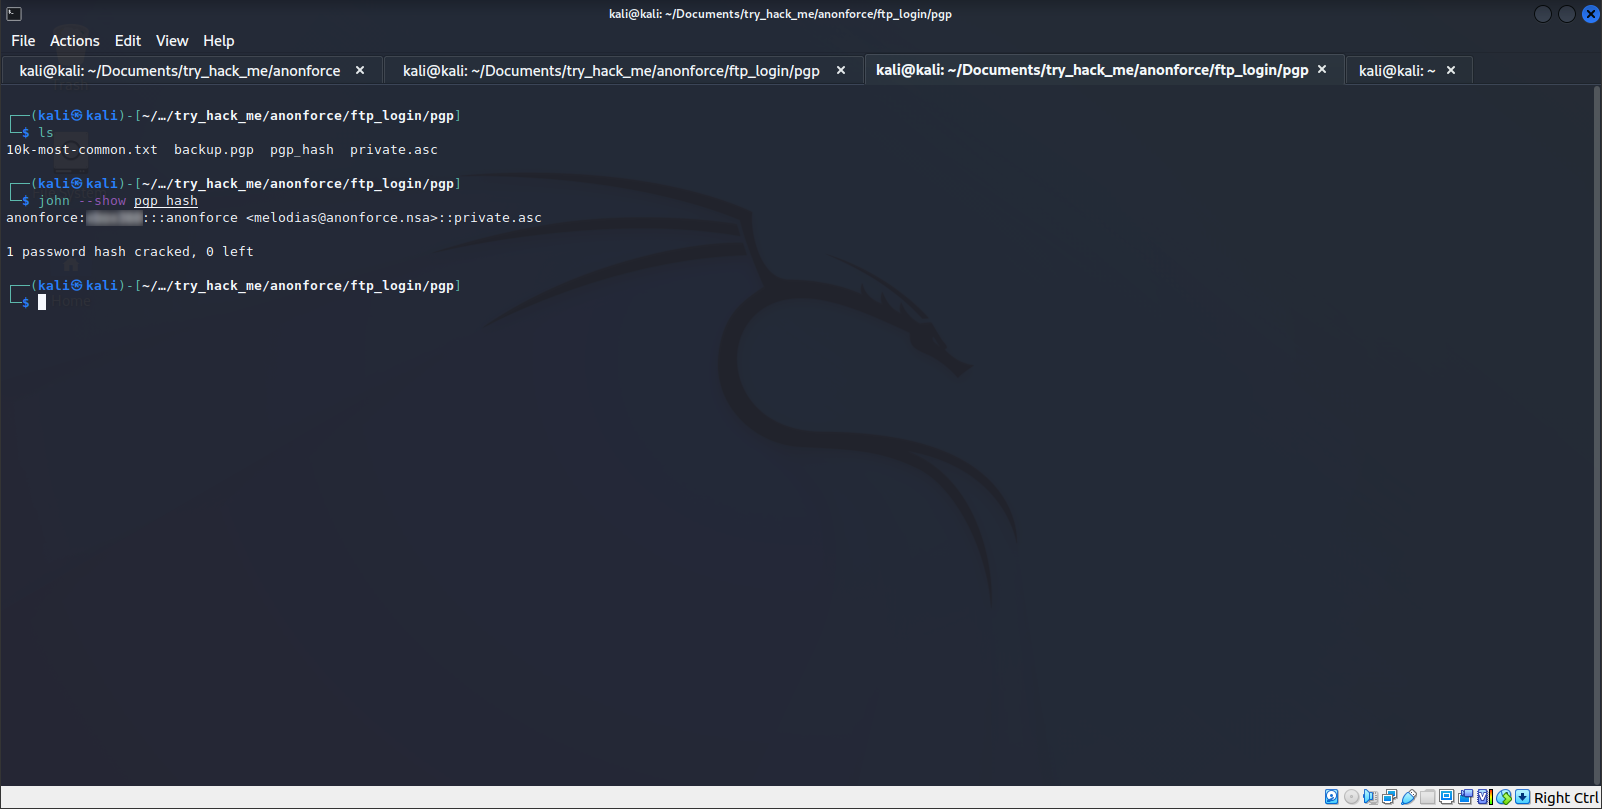 kali@kali: ~/Documents/try_hack_me/anonforce/ftp_login/pgp
File Actions Edit View Help
kali@kali: ~/Documents/try_hack_me/anonforce × kali@kali: ~/Documents/try_hack_me/anonforce/ftp_login/pgp × kali@kali: ~/Documents/try_hack_me/anonforce/ftp_login/pgp × kali@kali: ~ ×
┌──(kali㉿kali)-[~/…/try_hack_me/anonforce/ftp_login/pgp]
└─$ ls
10k-most-common.txt backup.pgp pgp_hash private.asc
┌──(kali㉿kali)-[~/…/try_hack_me/anonforce/ftp_login/pgp]
└─$ john --show pgp_hash
anonforce: :::anonforce <melodias@anonforce.nsa>::private.asc
1 password hash cracked, 0 left
┌──(kali㉿kali)-[~/…/try_hack_me/anonforce/ftp_login/pgp]
└─$
Home
Right Ctrl